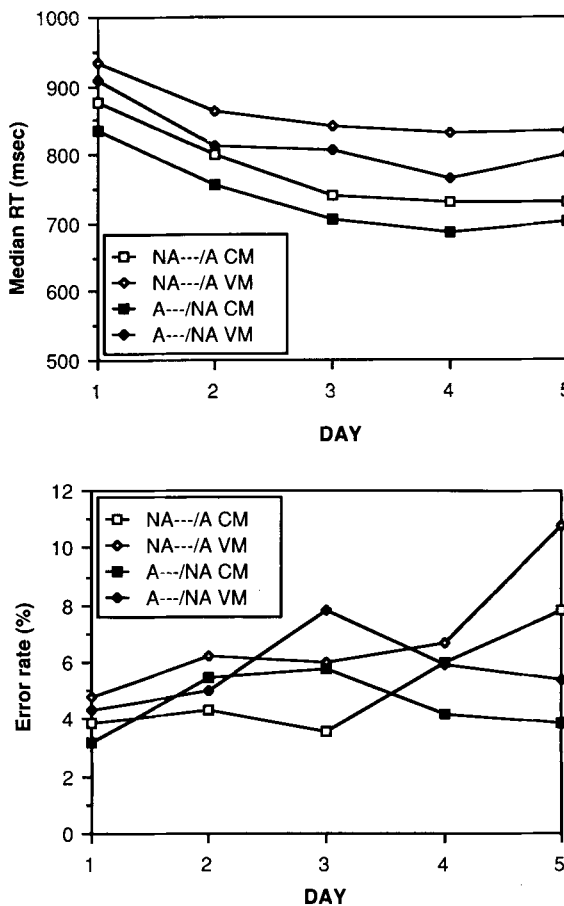 1000
900
800
700
600
500
Median RT (msec)
NA---/A CM
NA---/A VM
A---/NA CM
A---/NA VM
1 2 3 4 5
DAY
12
10
8
6
4
2
0
Error rate (%)
NA---/A CM
NA---/A VM
A---/NA CM
A---/NA VM
1 2 3 4 5
DAY